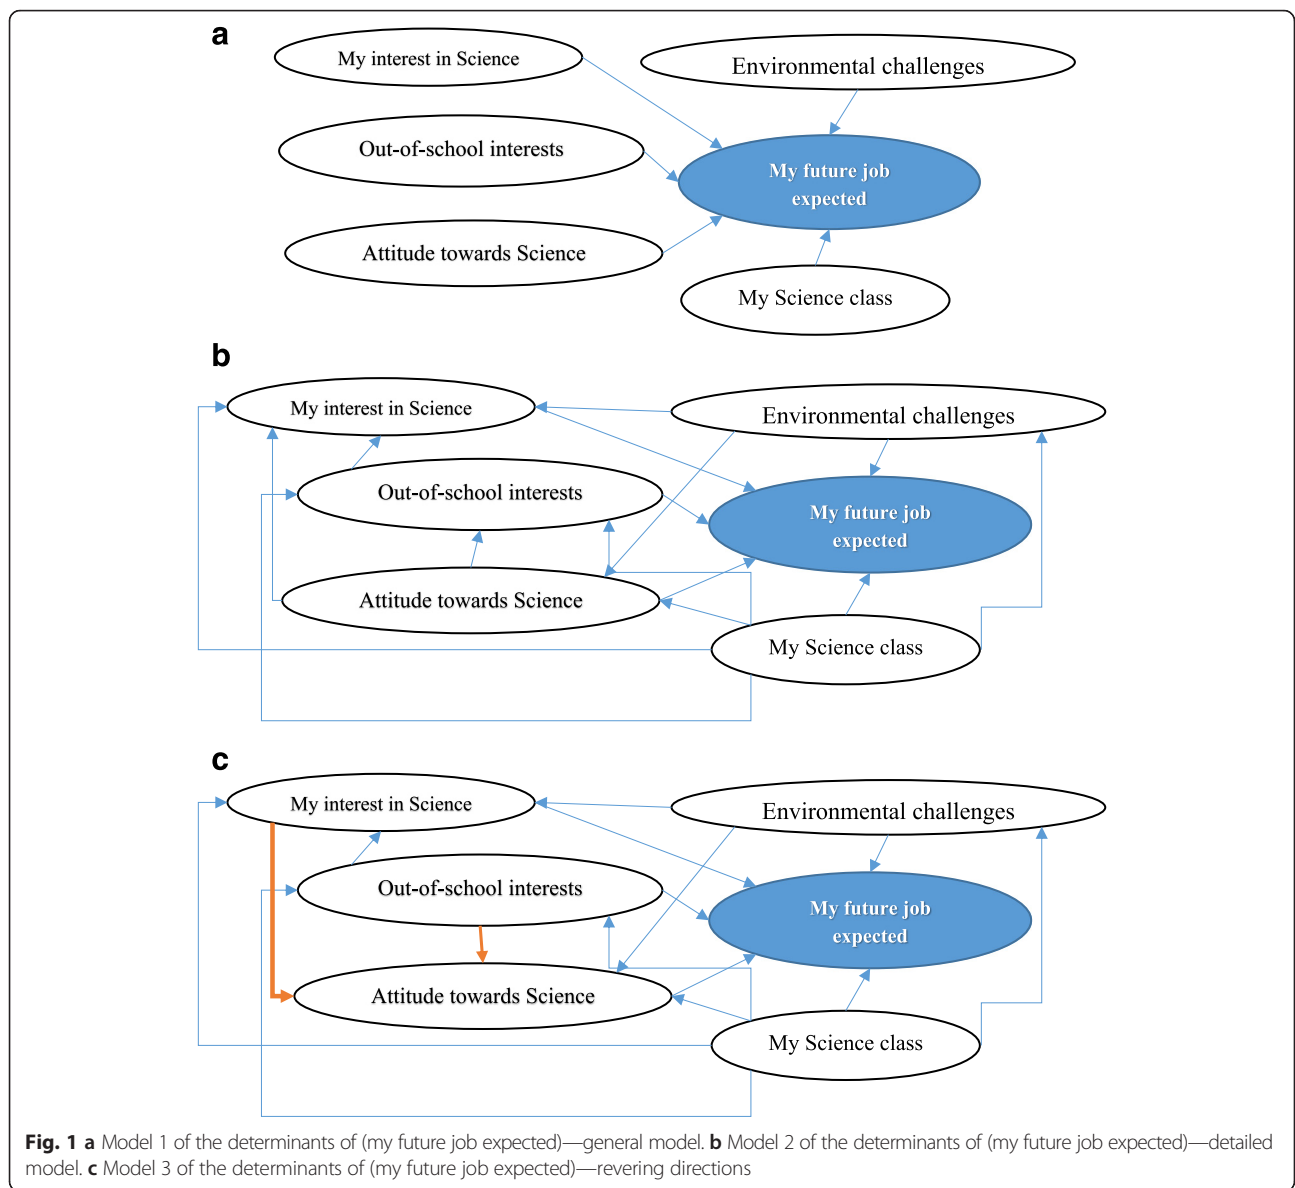 a
My interest in Science
Environmental challenges
Out-of-school interests
My future job
expected
Attitude towards Science
My Science class
b
My interest in Science
Environmental challenges
Out-of-school interests
My future job
expected
Attitude towards Science
My Science class
c
My interest in Science
Environmental challenges
Out-of-school interests
My future job
expected
Attitude towards Science
My Science class
Fig. 1 a Model 1 of the determinants of (my future job expected)—general model. b Model 2 of the determinants of (my future job expected)—detailed
model. c Model 3 of the determinants of (my future job expected)—revering directions